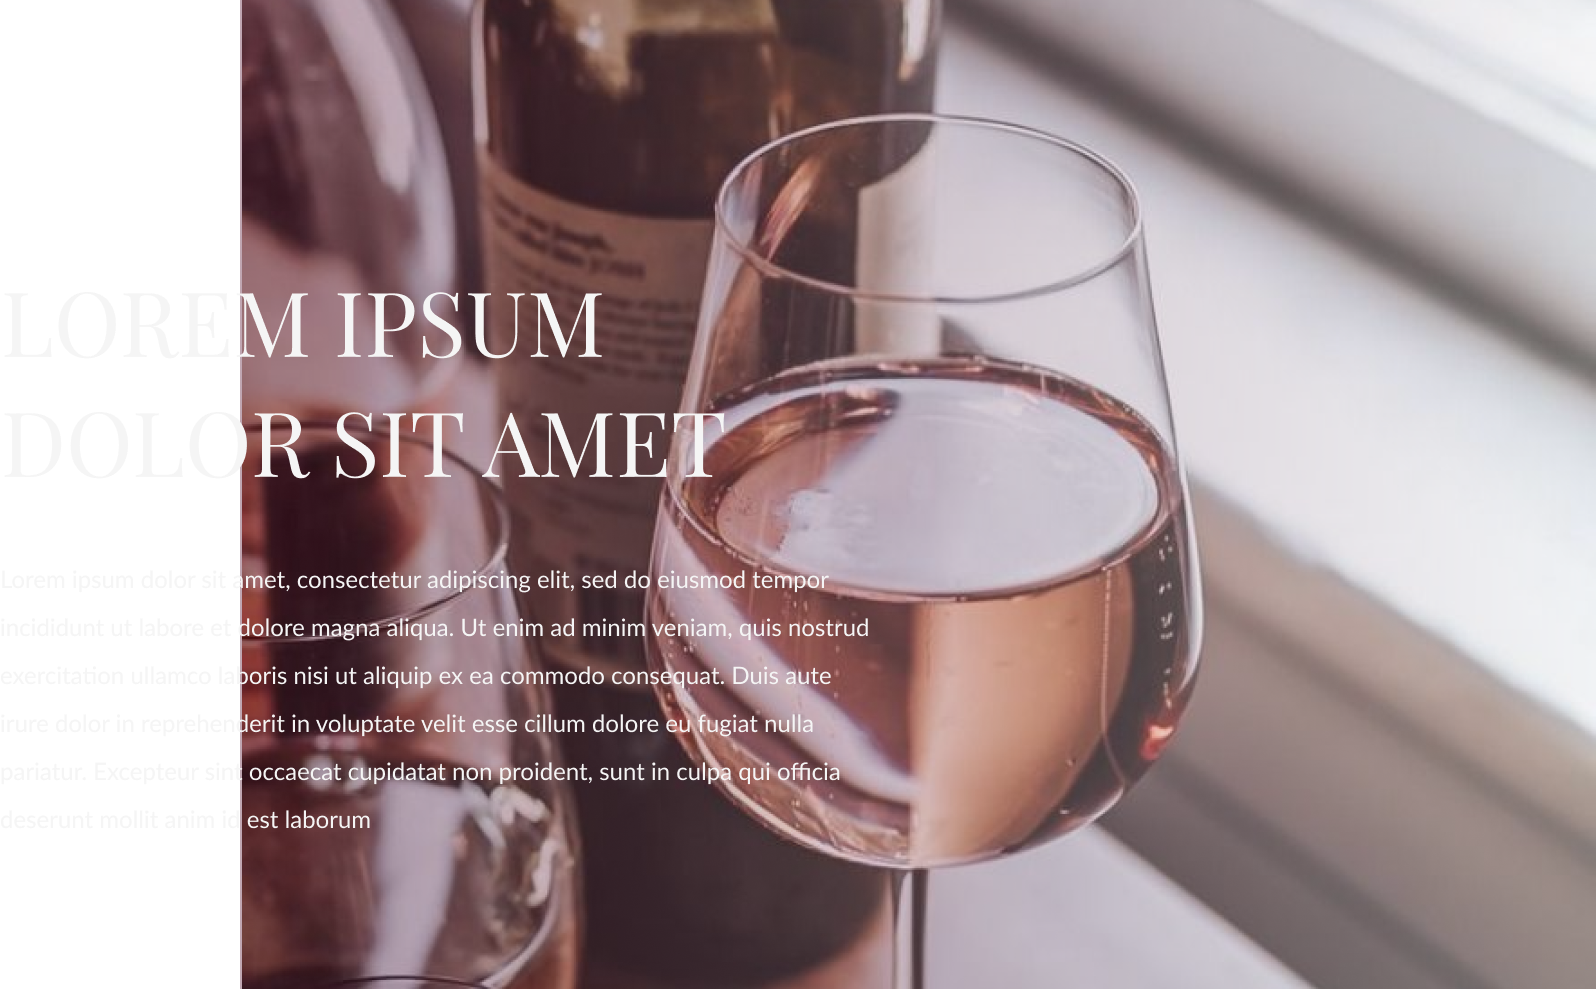 LOREM IPSUM
DOLOR SIT AMET
Lorem ipsum dolor sit amet, consectetur adipiscing elit, sed do eiusmod tempor
incididunt ut labore et dolore magna aliqua. Ut enim ad minim veniam, quis nostrud
exercitation ullamco laboris nisi ut aliquip ex ea commodo consequat. Duis aute
irure dolor in reprehenderit in voluptate velit esse cillum dolore eu fugiat nulla
pariatur. Excepteur sint occaecat cupidatat non proident, sunt in culpa qui officia
deserunt mollit anim id est laborum